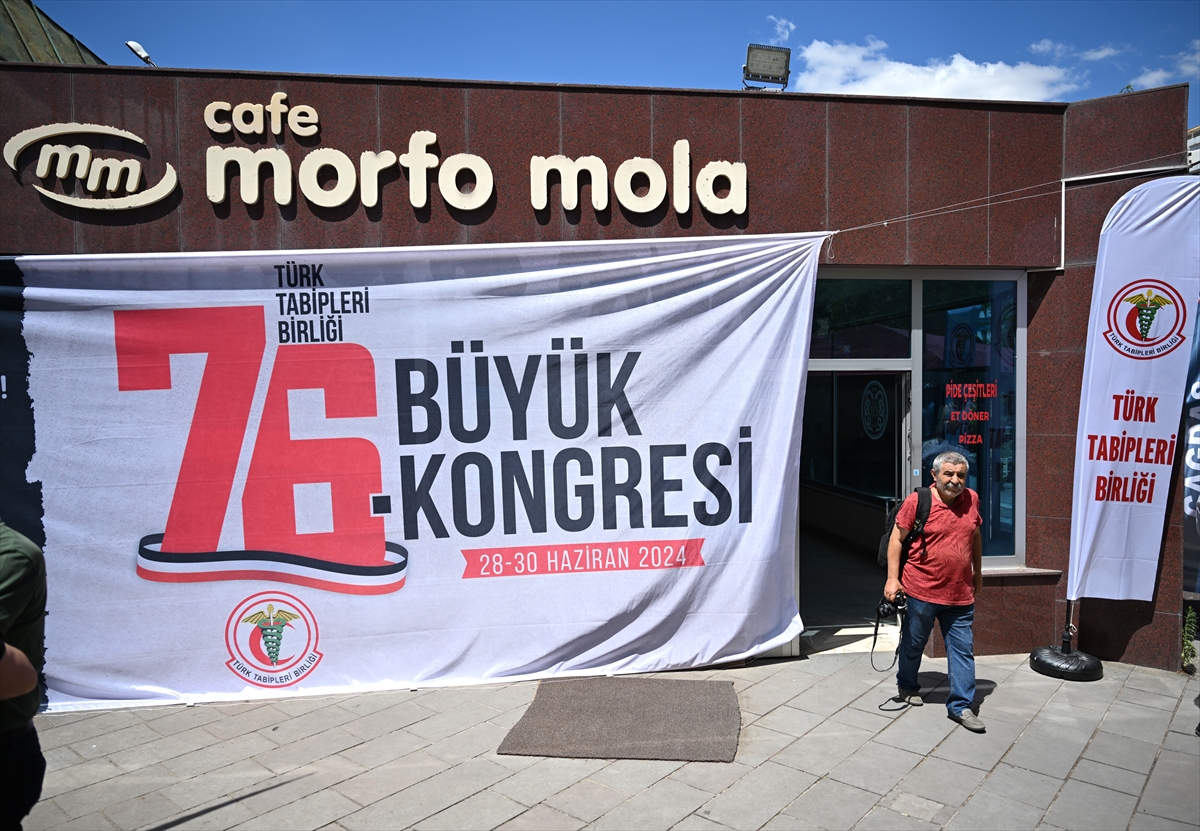 cafe
mm morfo mola
TÜRK
TABİPLERİ
BİRLİĞİ
76.
BÜYÜK
KONGRESİ
28-30 HAZİRAN 2024
TÜRK TABİPLERİ BİRLİĞİ
!
PİDE ÇEŞİTLERİ
ET DÖNER
PİZZA
TÜRK TABİPLERİ BİRLİĞİ
TÜRK
TABİPLERİ
BİRLİĞİ